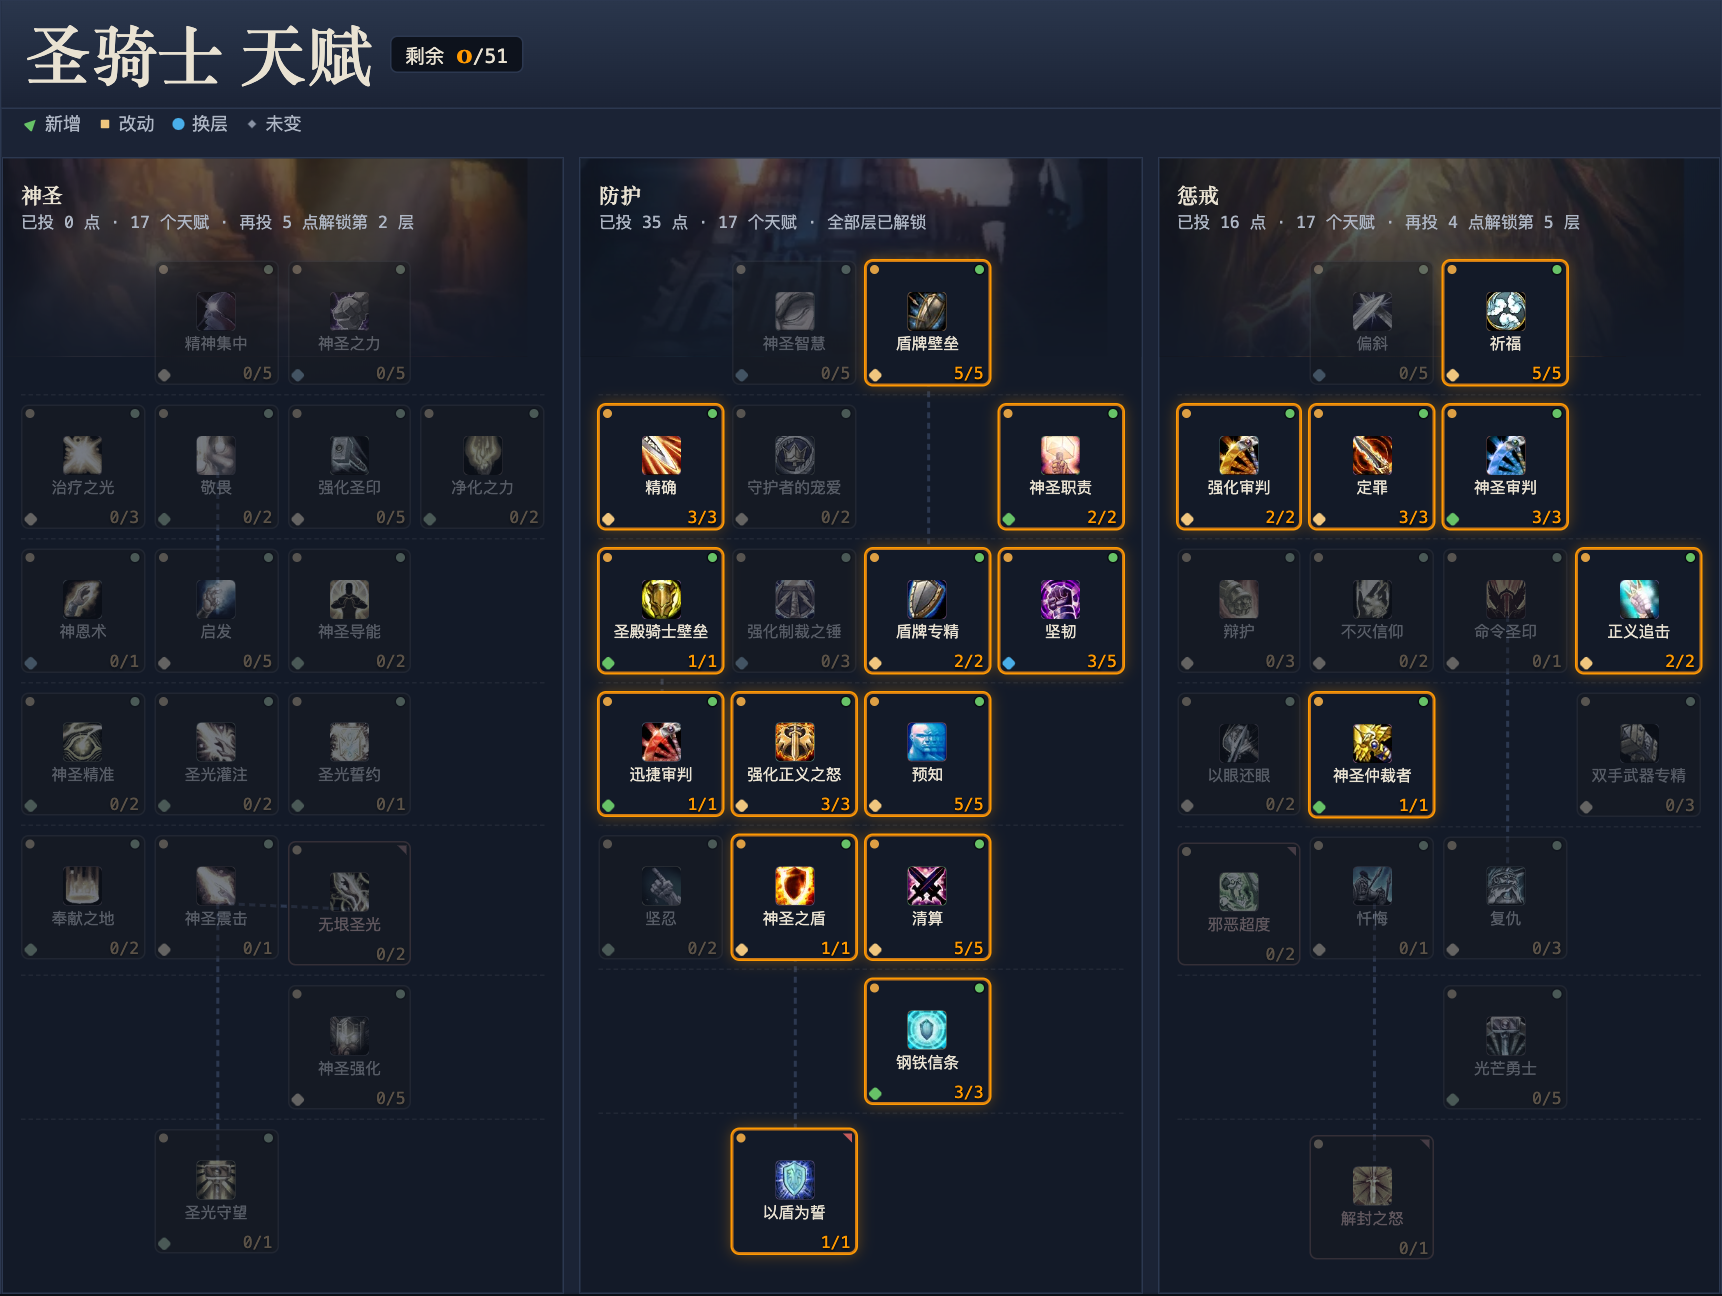 圣骑士 天赋
剩余 0/51
新增 改动 换层 未变
神圣
已投 0 点 · 17 个天赋 · 再投 5 点解锁第 2 层
精神集中 神圣之力
0/5 0/5
治疗之光 敬畏 强化圣印 净化之力
0/3 0/2 0/5 0/2
神恩术 启发 神圣导能
0/1 0/5 0/2
神圣精准 圣光灌注 圣光誓约
0/2 0/2 0/1
奉献之地 神圣震击 无垠圣光
0/2 0/1 0/2
神圣强化
0/5
圣光守望
0/1
防护
已投 35 点 · 17 个天赋 · 全部层已解锁
神圣智慧 盾牌壁垒
0/5 5/5
精确 守护者的宠爱 神圣职责
3/3 0/2 2/2
圣殿骑士壁垒 强化制裁之锤 盾牌专精 坚韧
1/1 0/3 2/2 3/5
迅捷审判 强化正义之怒 预知
1/1 3/3 5/5
坚忍 神圣之盾 清算
0/2 1/1 5/5
钢铁信条
3/3
以盾为誓
1/1
惩戒
已投 16 点 · 17 个天赋 · 再投 4 点解锁第 5 层
偏斜 祈福
0/5 5/5
强化审判 定罪 神圣审判
2/2 3/3 3/3
辩护 不灭信仰 命令圣印 正义追击
0/3 0/2 0/1 2/2
以眼还眼 神圣仲裁者 双手武器专精
0/2 1/1 0/3
邪恶超度 忏悔 复仇
0/2 0/1 0/3
光芒勇士
0/5
解封之怒
0/1